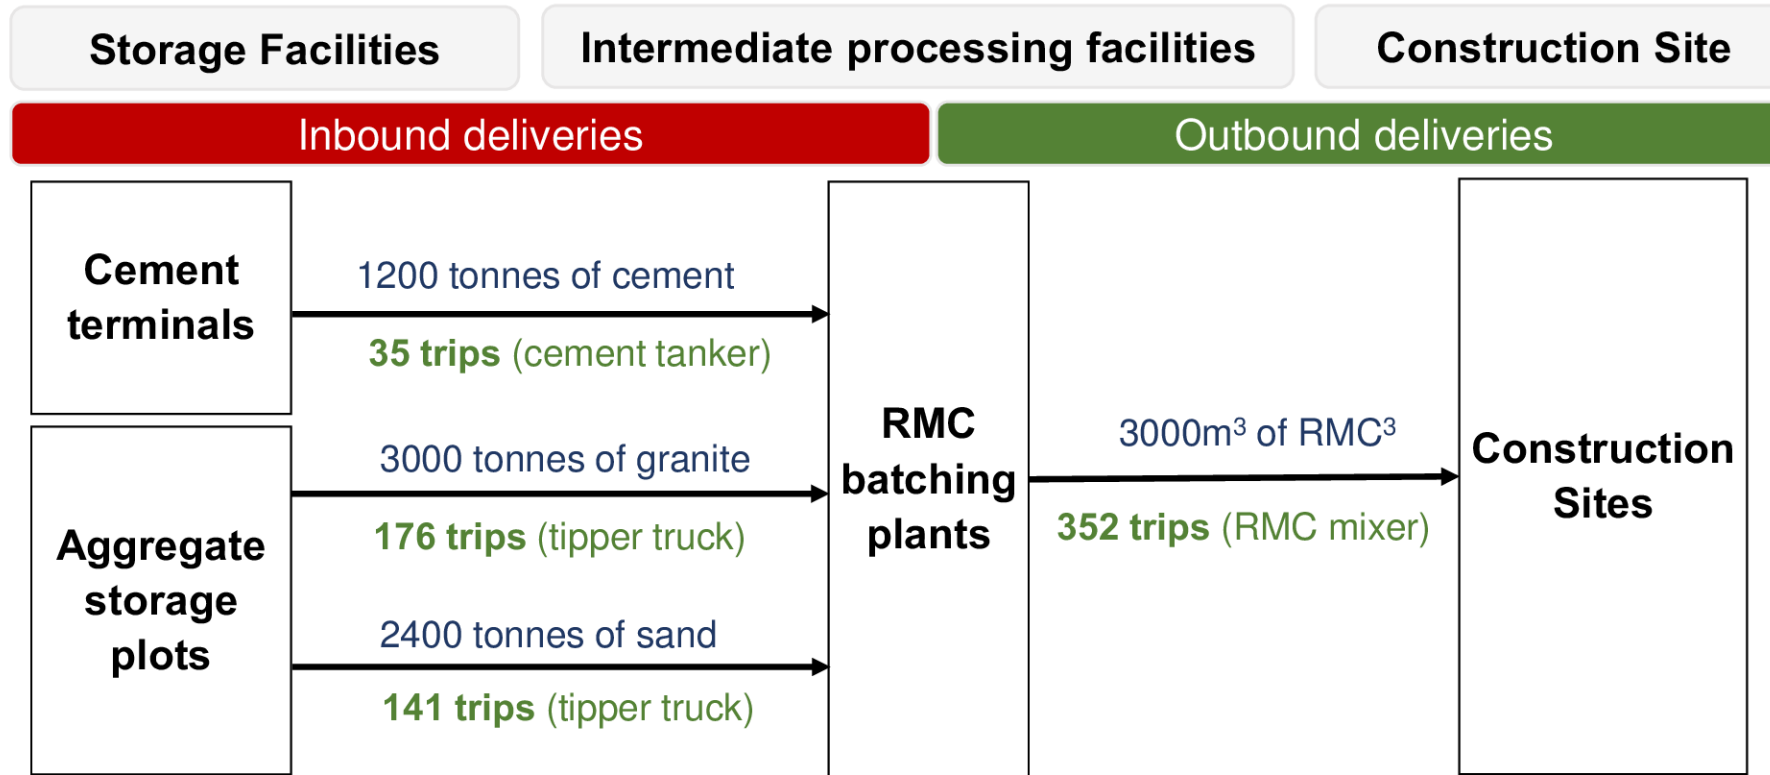 Storage Facilities
Intermediate processing facilities
Construction Site
Inbound deliveries
Outbound deliveries
Cement
terminals
1200 tonnes of cement
35 trips (cement tanker)
Aggregate
storage
plots
3000 tonnes of granite
176 trips (tipper truck)
2400 tonnes of sand
141 trips (tipper truck)
RMC
batching
plants
3000m³ of RMC³
352 trips (RMC mixer)
Construction
Sites